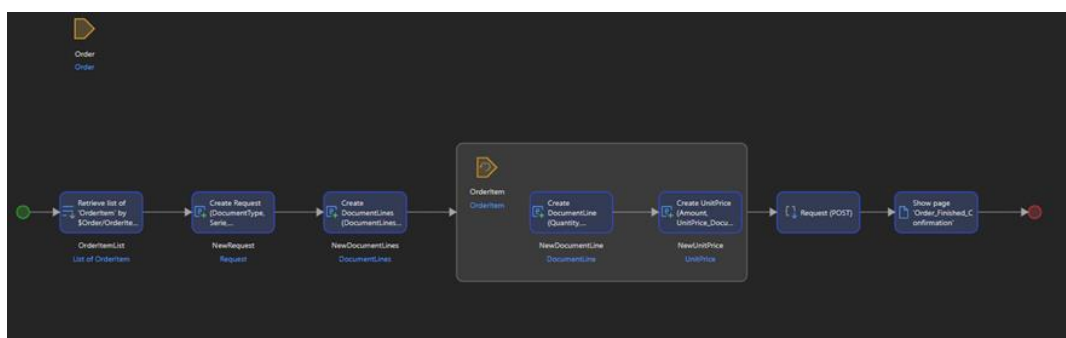 Order
Order
Retrieve list of
'OrderItem' by
$Order/OrderIte...
OrderItemList
List of OrderItem
Create Request
(DocumentType,
Serie,...
NewRequest
Request
Create
DocumentLines
(DocumentLines...
NewDocumentLines
DocumentLines
OrderItem
OrderItem
Create
DocumentLine
(Quantity,...
NewDocumentLine
DocumentLine
Create UnitPrice
(Amount,
UnitPrice_Docu...
NewUnitPrice
UnitPrice
Request (POST)
Show page
'Order_Finished_C
onfirmation'